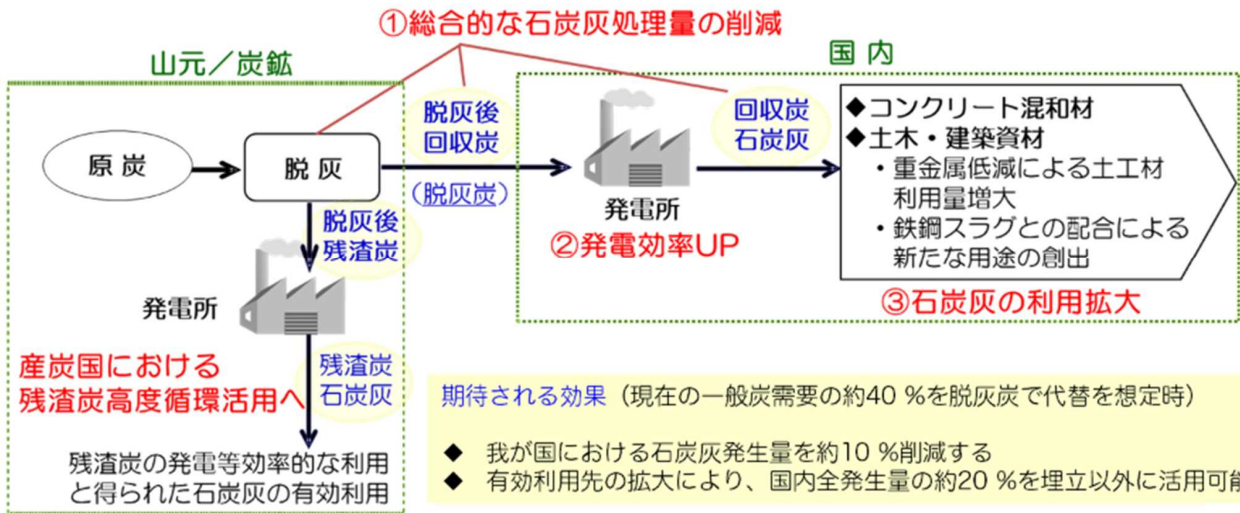 ①総合的な石炭灰処理量の削減
山元／炭鉱
国 内
原 炭
脱 灰
脱灰後
回収炭
（脱灰炭）
発電所
②発電効率UP
回収炭
石炭灰
◆コンクリート混和材
◆土木・建築資材
・重金属低減による土工材
利用量増大
・鉄鋼スラグとの配合による
新たな用途の創出
③石炭灰の利用拡大
脱灰後
残渣炭
発電所
産炭国における
残渣炭高度循環活用へ
残渣炭
石炭灰
残渣炭の発電等効率的な利用
と得られた石炭灰の有効利用
期待される効果（現在の一般炭需要の約40 %を脱灰炭で代替を想定時）
◆ 我が国における石炭灰発生量を約10 %削減する
◆ 有効利用先の拡大により、国内全発生量の約20 %を埋立以外に活用可能